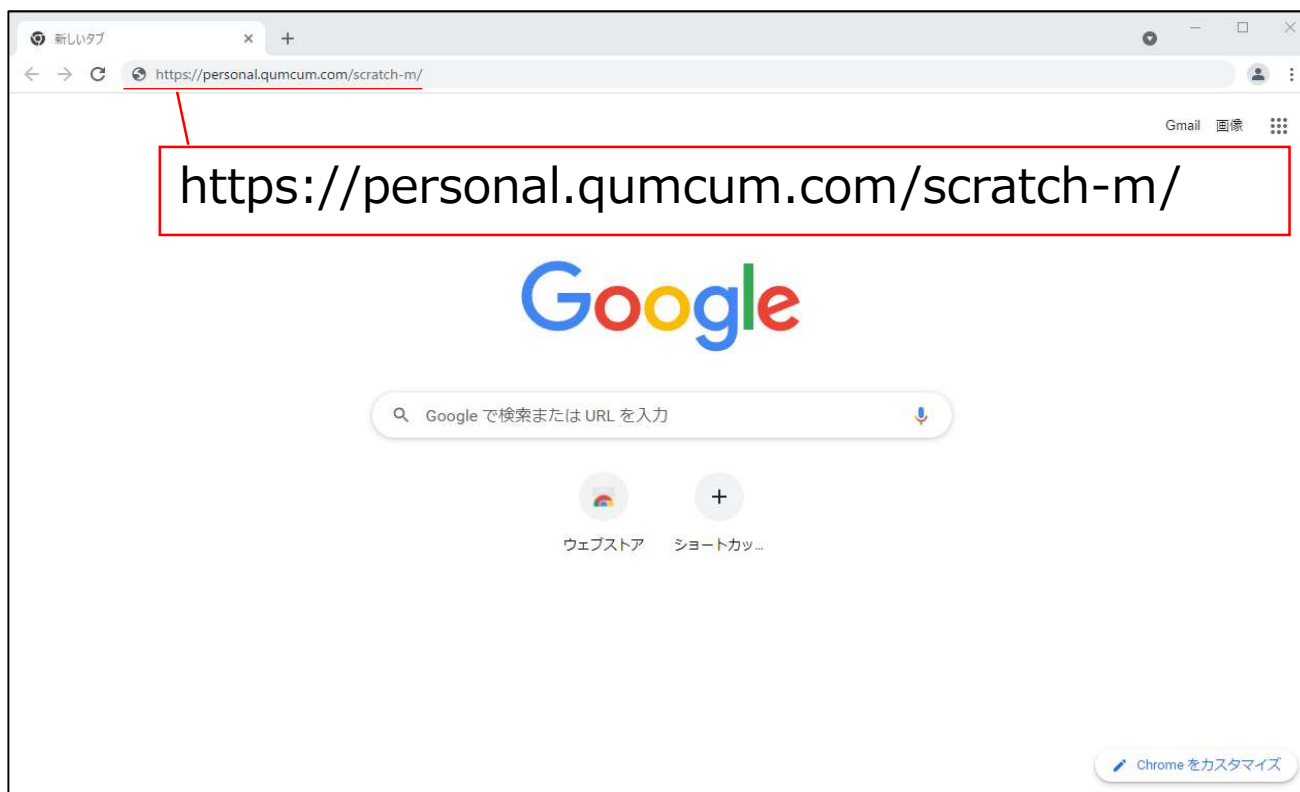 新しいタブ
https://personal.qumcum.com/scratch-m/
Gmail 画像
https://personal.qumcum.com/scratch-m/
Google
Google で検索または URL を入力
ウェブストア ショートカッ...
Chrome をカスタマイズ